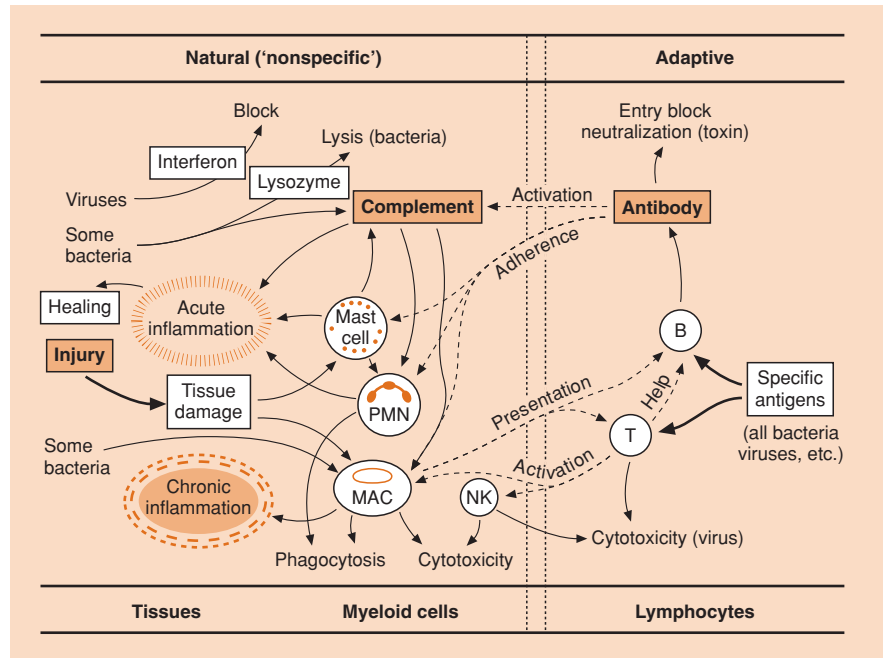 Natural (‘nonspecific’)
Adaptive
Block
Entry block
neutralization (toxin)
Interferon
Lysis (bacteria)
Lysozyme
Viruses
Complement
Activation
Antibody
Some
bacteria
Adherence
Healing
Acute
inflammation
Mast
cell
B
Injury
Tissue
damage
PMN
Presentation
Help
Specific
antigens
T
(all bacteria
viruses, etc.)
Some
bacteria
Chronic
inflammation
MAC
NK
Activation
Phagocytosis
Cytotoxicity
Cytotoxicity (virus)
Tissues
Myeloid cells
Lymphocytes